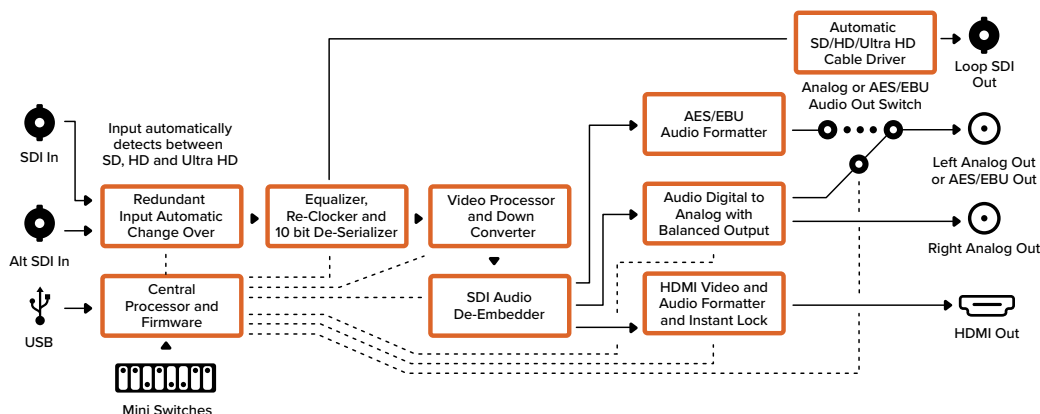 Automatic
SD/HD/Ultra HD
Cable Driver
Loop SDI
Out
Analog or AES/EBU
Audio Out Switch
AES/EBU
Audio Formatter
Input automatically
detects between
SD, HD and Ultra HD
SDI In
Left Analog Out
or AES/EBU Out
Redundant
Input Automatic
Change Over
Equalizer,
Re-Clocker and
10 bit De-Serializer
Video Processor
and Down
Converter
Audio Digital to
Analog with
Balanced Output
Right Analog Out
Alt SDI In
Central
Processor and
Firmware
SDI Audio
De-Embedder
HDMI Video and
Audio Formatter
and Instant Lock
USB
HDMI Out
Mini Switches